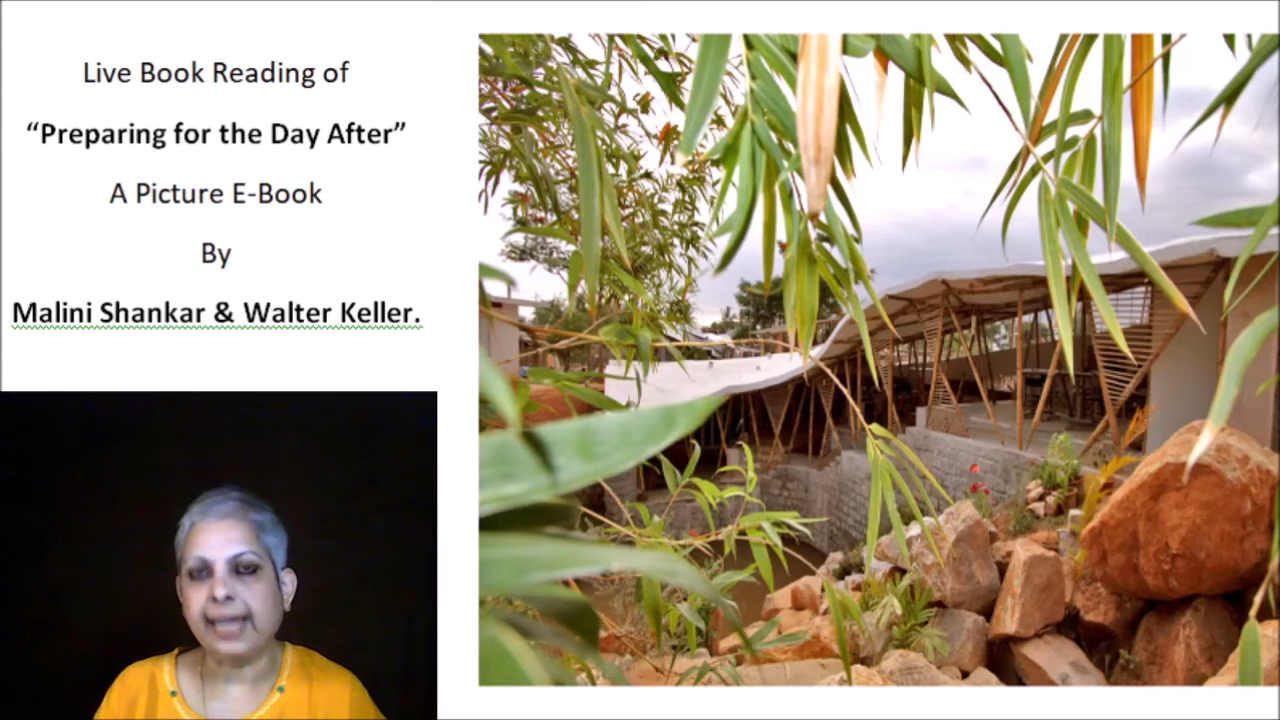 Live Book Reading of
“Preparing for the Day After”
A Picture E-Book
By
Malini Shankar & Walter Keller.